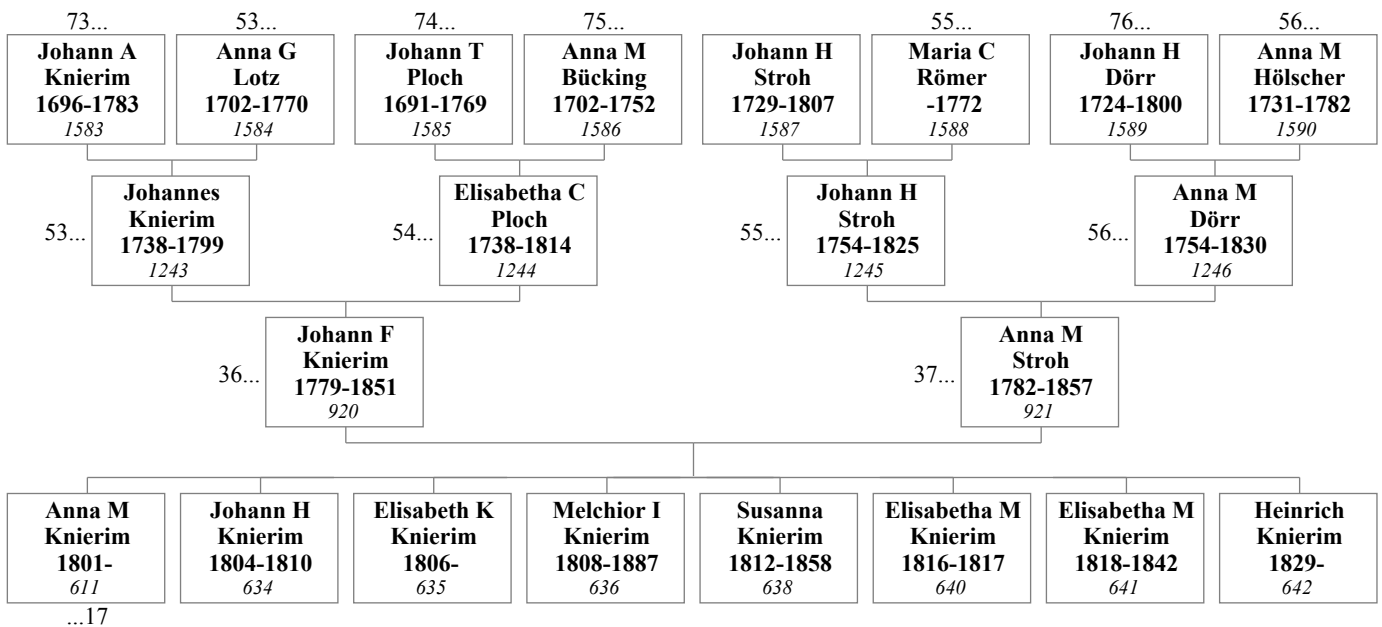 73... 53... 74... 75... 55... 76... 56...
Johann A
Knierim
1696-1783
1583
Anna G
Lotz
1702-1770
1584
Johann T
Ploch
1691-1769
1585
Anna M
Bücking
1702-1752
1586
Johann H
Stroh
1729-1807
1587
Maria C
Römer
-1772
1588
Johann H
Dörr
1724-1800
1589
Anna M
Hölscher
1731-1782
1590
53...
Johannes
Knierim
1738-1799
1243
54...
Elisabetha C
Ploch
1738-1814
1244
55...
Johann H
Stroh
1754-1825
1245
56...
Anna M
Dörr
1754-1830
1246
36...
Johann F
Knierim
1779-1851
920
37...
Anna M
Stroh
1782-1857
921
Anna M
Knierim
1801-
611
...17
Johann H
Knierim
1804-1810
634
Elisabeth K
Knierim
1806-
635
Melchior I
Knierim
1808-1887
636
Susanna
Knierim
1812-1858
638
Elisabetha M
Knierim
1816-1817
640
Elisabetha M
Knierim
1818-1842
641
Heinrich
Knierim
1829-
642